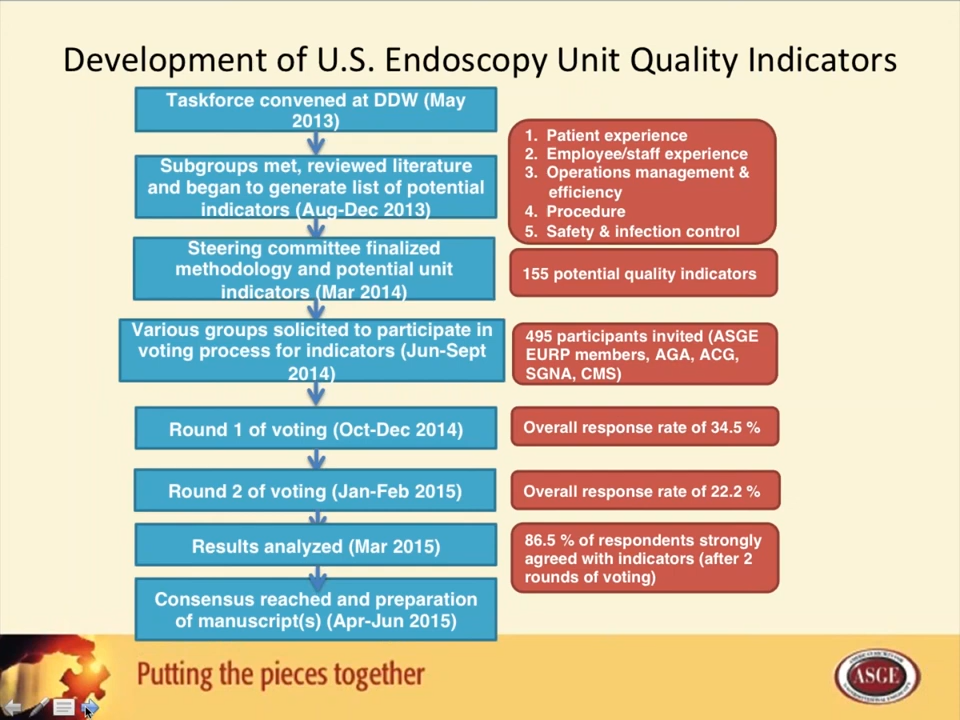 Development of U.S. Endoscopy Unit Quality Indicators
Taskforce convened at DDW (May
2013)
Subgroups met, reviewed literature
and began to generate list of potential
indicators (Aug-Dec 2013)
1. Patient experience
2. Employee/staff experience
3. Operations management &
efficiency
4. Procedure
5. Safety & infection control
Steering committee finalized
methodology and potential unit
indicators (Mar 2014)
155 potential quality indicators
Various groups solicited to participate in
voting process for indicators (Jun-Sept
2014)
495 participants invited (ASGE
EURP members, AGA, ACG,
SGNA, CMS)
Round 1 of voting (Oct-Dec 2014)
Overall response rate of 34.5 %
Round 2 of voting (Jan-Feb 2015)
Overall response rate of 22.2 %
Results analyzed (Mar 2015)
86.5 % of respondents strongly
agreed with indicators (after 2
rounds of voting)
Consensus reached and preparation
of manuscript(s) (Apr-Jun 2015)
Putting the pieces together
ASGE